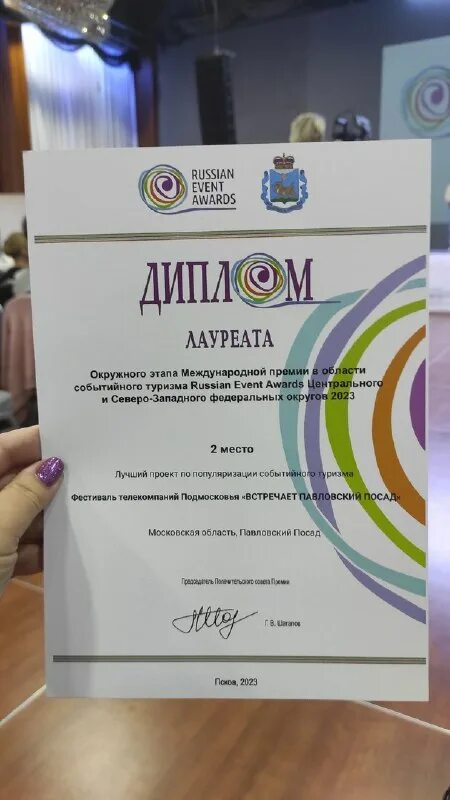 RUSSIAN
EVENT
AWARDS
ДИПЛОМ
ЛАУРЕАТА
Окружного этапа Международной премии в области
событийного туризма Russian Event Awards Центрального
и Северо-Западного федеральных округов 2023
2 место
Лучший проект по популяризации событийного туризма
Фестиваль телекомпаний Подмосковья «ВСТРЕЧАЕТ ПАВЛОВСКИЙ ПОСАД»
Московская область, Павловский Посад
Председатель Попечительского совета Премии
Г.В. Шаталов
Псков, 2023